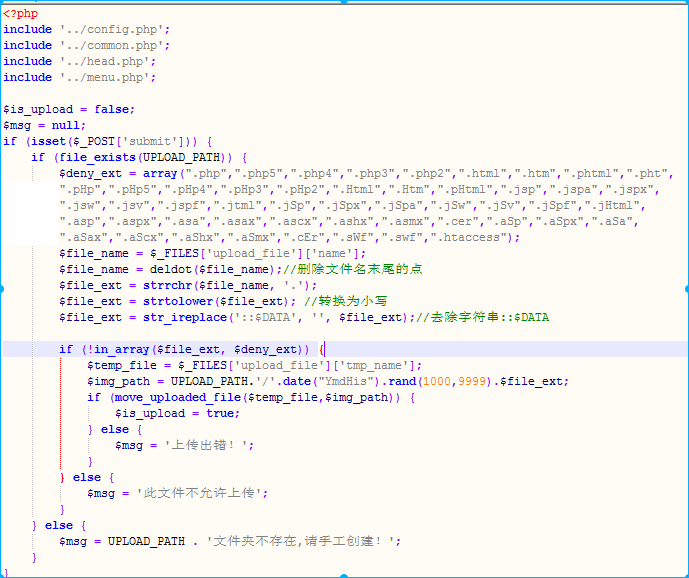 <?php
include '../config.php';
include '../common.php';
include '../head.php';
include '../menu.php';

$is_upload = false;
$msg = null;
if (isset($_POST['submit'])) {
    if (file_exists(UPLOAD_PATH)) {
        $deny_ext = array(".php",".php5",".php4",".php3",".php2",".html",".htm",".phtml",".pht",
        ".pHp",".pHp5",".pHp4",".pHp3",".pHp2",".Html",".Htm",".pHtml",".jsp",".jspa",".jspx",
        ".jsw",".jsv",".jspf",".jtml",".jSp",".jSpx",".jSpa",".jSw",".jSv",".jSpf",".jHtml",
        ".asp",".aspx",".asa",".asax",".ascx",".ashx",".asmx",".cer",".aSp",".aSpx",".aSa",
        ".aSax",".aScx",".aShx",".aSmx",".cEr",".sWf",".swf",".htaccess");
        $file_name = $_FILES['upload_file']['name'];
        $file_name = deldot($file_name);//删除文件名末尾的点
        $file_ext = strrchr($file_name, '.');
        $file_ext = strtolower($file_ext); //转换为小写
        $file_ext = str_ireplace('::$DATA', '', $file_ext);//去除字符串::$DATA

        if (!in_array($file_ext, $deny_ext)) {
            $temp_file = $_FILES['upload_file']['tmp_name'];
            $img_path = UPLOAD_PATH.'/'.date("YmdHis").rand(1000,9999).$file_ext;
            if (move_uploaded_file($temp_file,$img_path)) {
                $is_upload = true;
            } else {
                $msg = '上传出错！';
            }
        } else {
            $msg = '此文件不允许上传';
        }
    } else {
        $msg = UPLOAD_PATH . '文件夹不存在,请手工创建！';
    }
}